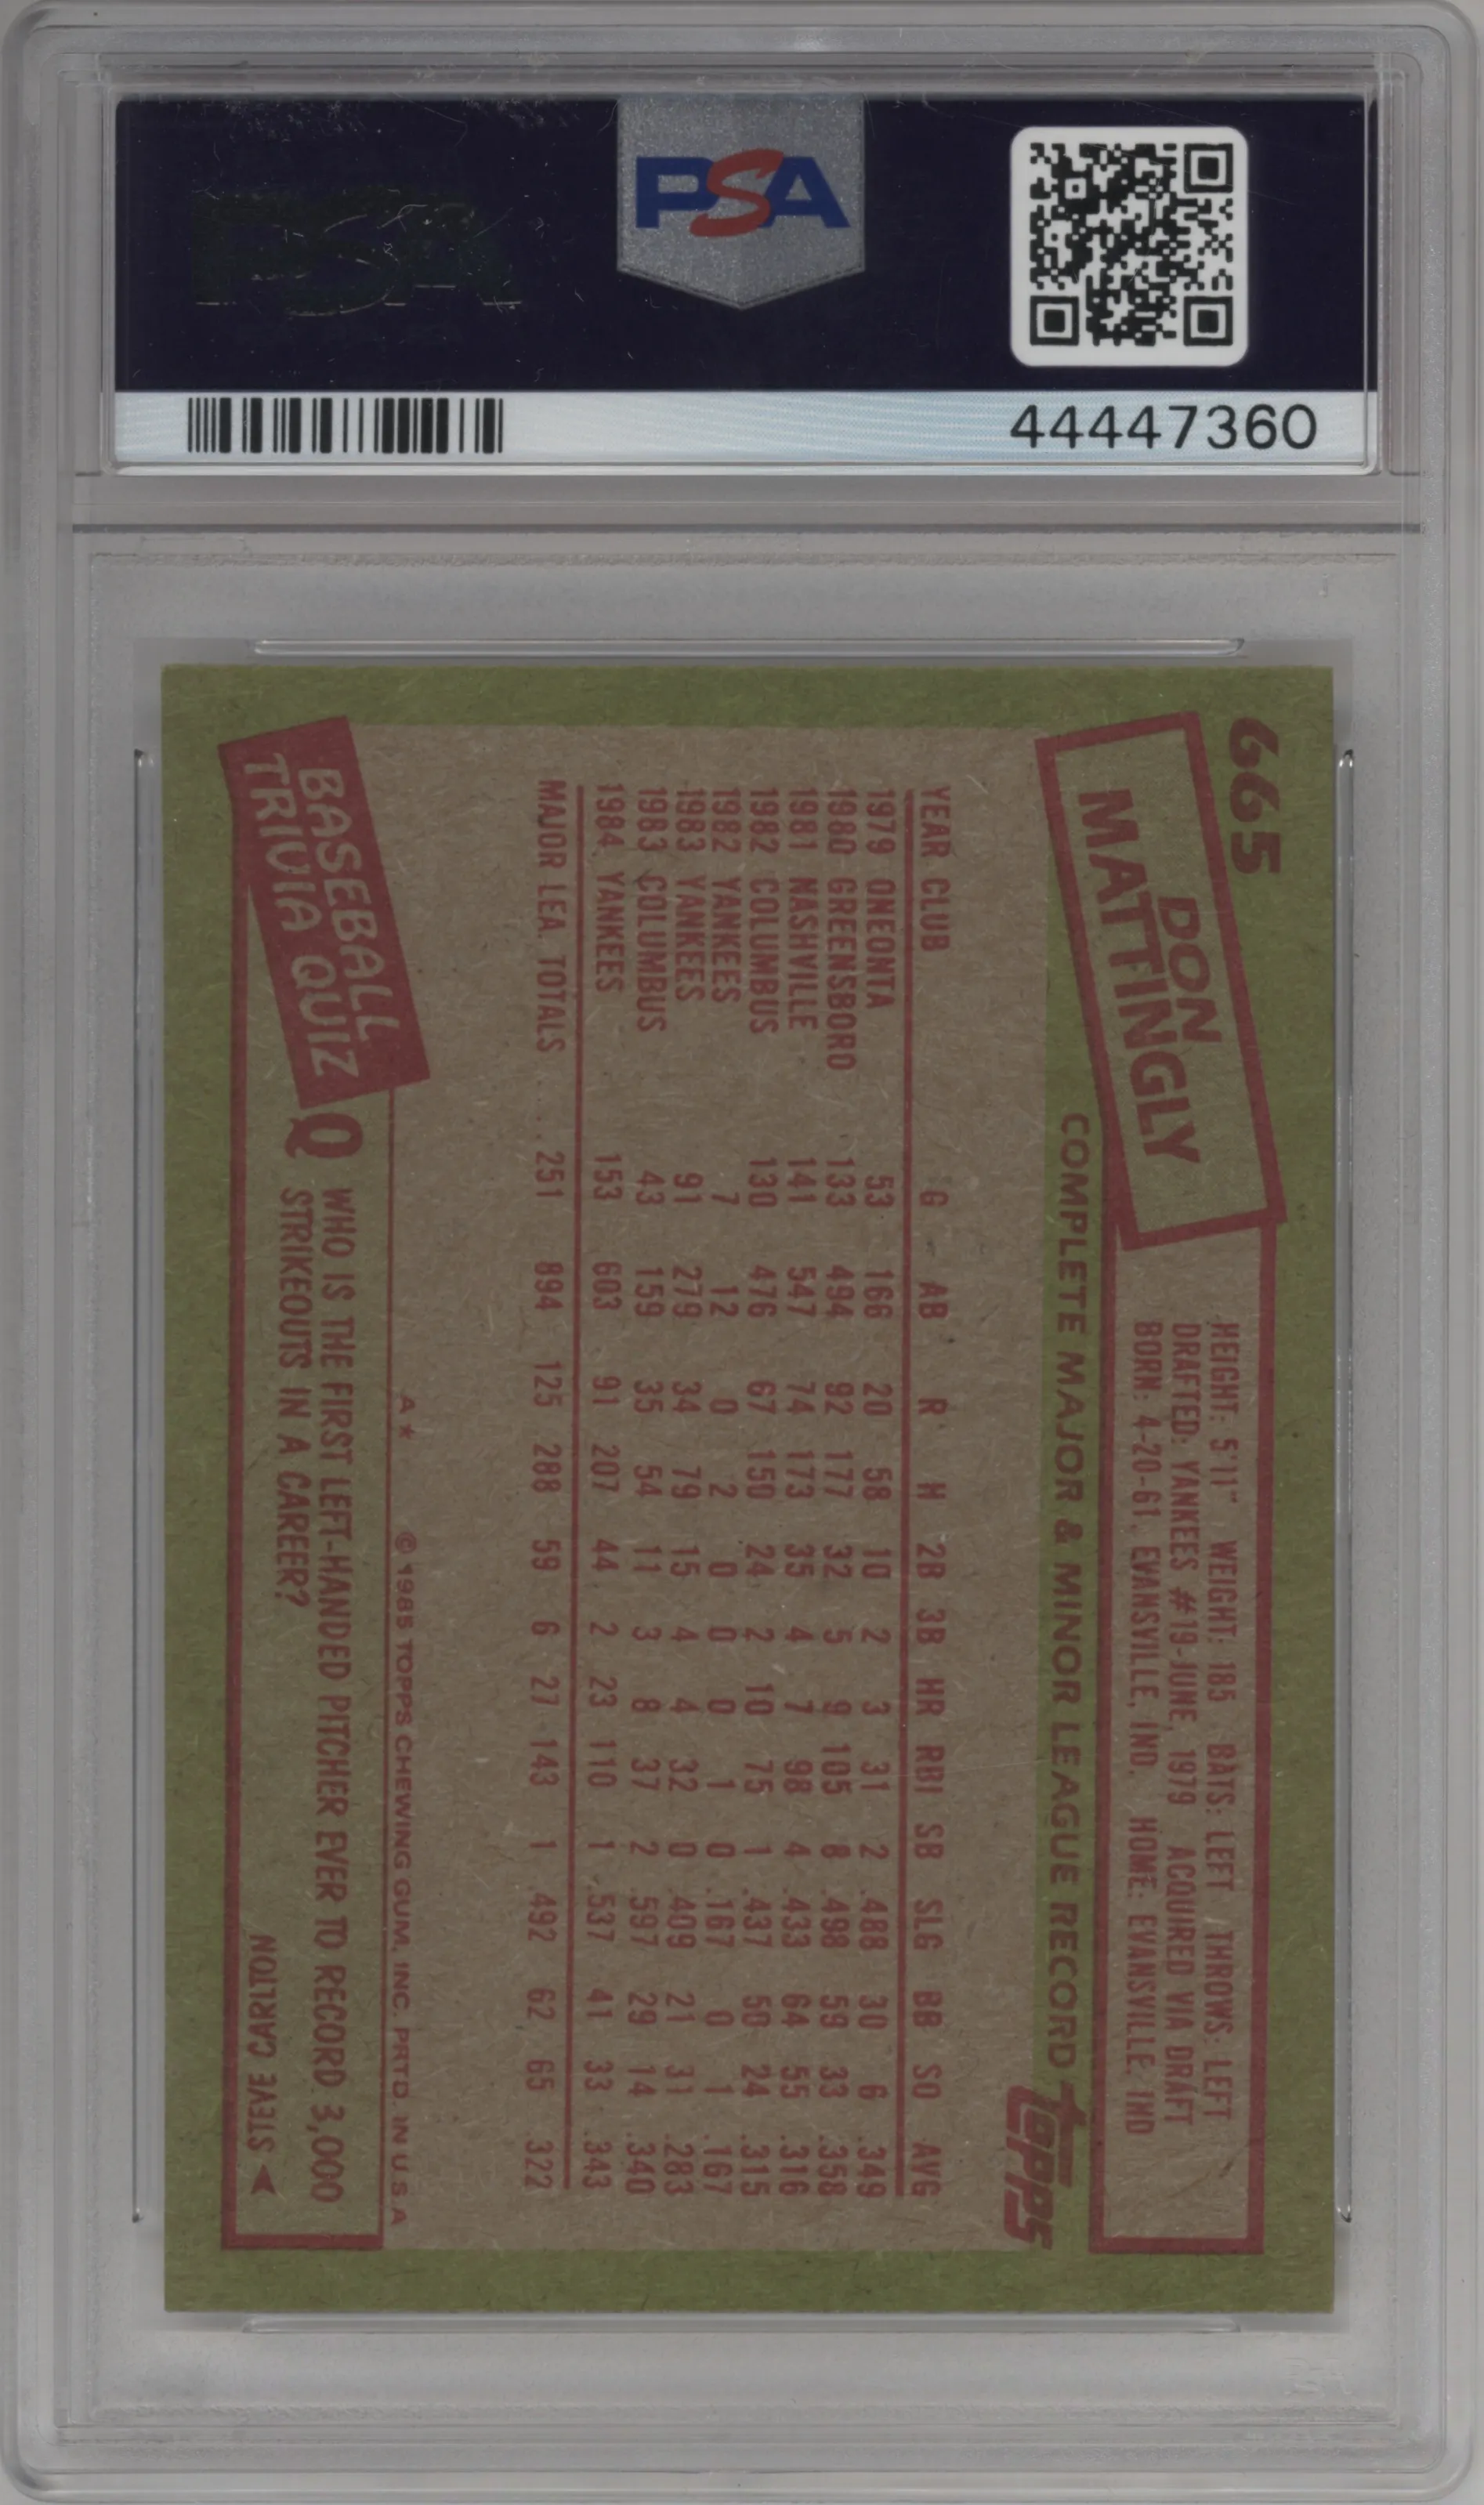 PSA
PSA
44447360
665
DON
MATTINGLY
HEIGHT: 5'11" WEIGHT: 185 BATS: LEFT THROWS: LEFT
DRAFTED: YANKEES #19-JUNE, 1979 ACQUIRED VIA DRAFT
BORN: 4-20-61, EVANSVILLE, IND. HOME: EVANSVILLE, IND
COMPLETE MAJOR & MINOR LEAGUE RECORD topps
YEAR CLUB G AB R H 2B 3B HR RBI SB SLG BB SO AVG
1979 ONEONTA 53 166 20 58 10 2 3 31 2 .488 30 6 .349
1980 GREENSBORO 133 494 92 177 32 5 9 105 8 .498 59 33 .358
1981 NASHVILLE 141 547 74 173 35 4 7 98 4 .433 64 55 .316
1982 COLUMBUS 130 476 67 150 24 2 10 75 1 .437 50 24 .315
1982 YANKEES 7 12 0 2 0 0 0 1 0 .167 0 1 .167
1983 YANKEES 91 279 34 79 15 4 4 32 0 .409 21 31 .283
1983 COLUMBUS 43 159 35 54 11 3 8 37 2 .597 29 14 .340
1984 YANKEES 153 603 91 207 44 2 23 110 1 .537 41 33 .343
MAJOR LEA. TOTALS 251 894 125 288 59 6 27 143 1 .492 62 65 .322
A* © 1985 TOPPS CHEWING GUM, INC. PRTD. IN U.S.A
BASEBALL
TRIVIA QUIZ
Q WHO IS THE FIRST LEFT-HANDED PITCHER EVER TO RECORD 3,000
STRIKEOUTS IN A CAREER?
STEVE CARLTON